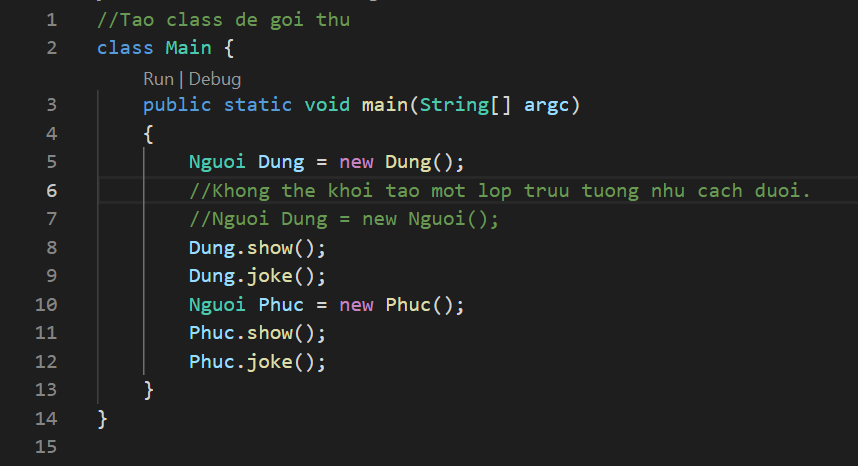 1 //Tao class de goi thu
2 class Main {
Run | Debug
3 public static void main(String[] argc)
4 {
5 Nguoi Dung = new Dung();
6 //Khong the khoi tao mot lop truu tuong nhu cach duoi.
7 //Nguoi Dung = new Nguoi();
8 Dung.show();
9 Dung.joke();
10 Nguoi Phuc = new Phuc();
11 Phuc.show();
12 Phuc.joke();
13 }
14 }
15